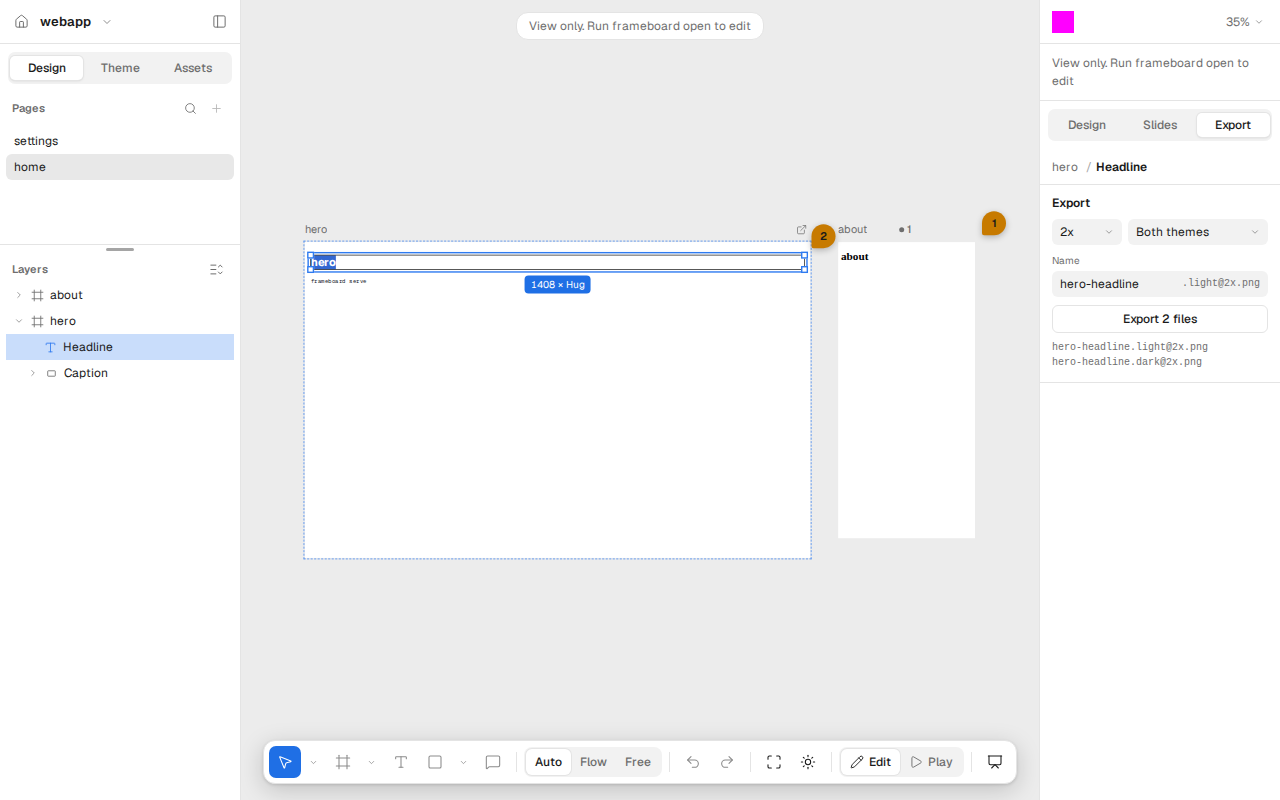 webapp
View only. Run frameboard open to edit
35%
Design
Theme
Assets
View only. Run frameboard open to
edit
Pages
Design
Slides
Export
settings
home
hero / Headline
Export
2x
Both themes
Name
hero-headline
.light@2x.png
Export 2 files
hero-headline.light@2x.png
hero-headline.dark@2x.png
hero
2
about
1
1
hero
frameboard serve
1408 × Hug
about
Layers
about
hero
Headline
Caption
Auto
Flow
Free
Edit
Play